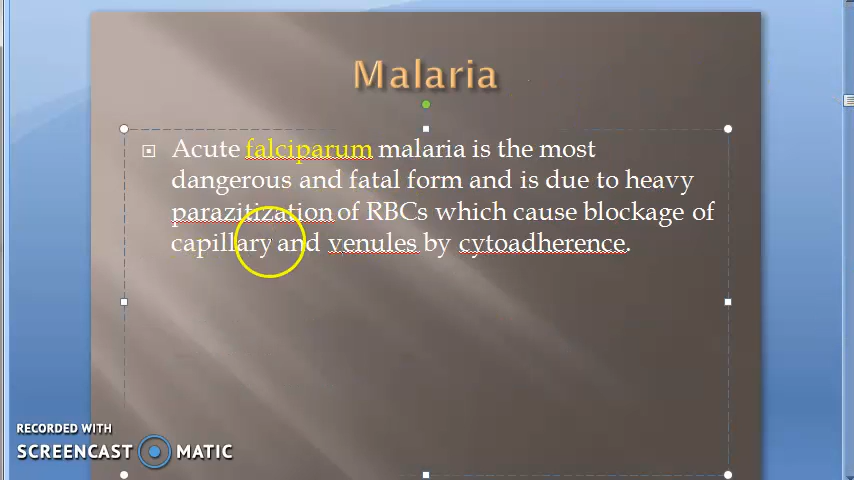 Malaria
Acute falciparum malaria is the most
dangerous and fatal form and is due to heavy
parazitization of RBCs which cause blockage of
capillary and venules by cytoadherence.
RECORDED WITH
SCREENCAST MATIC